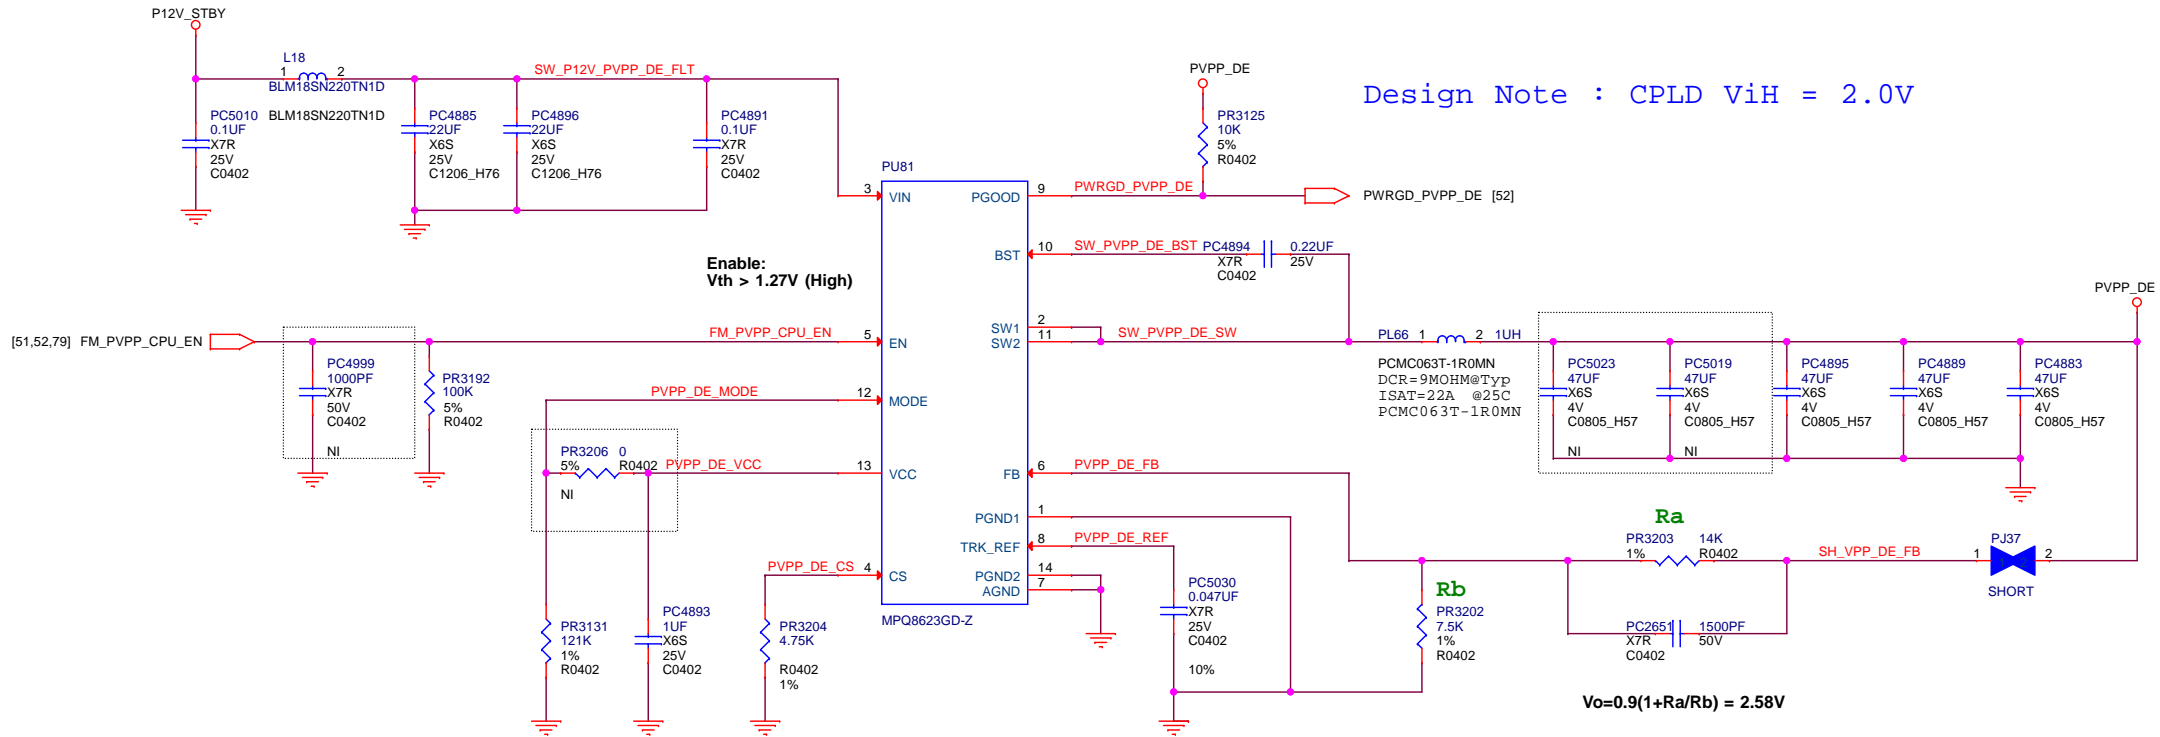 P12V_STBY
L18
1 2
BLM18SN220TN1D
BLM18SN220TN1D
SW_P12V_PVPP_DE_FLT
PC5010
0.1UF
X7R
25V
C0402
PC4885
22UF
X6S
25V
C1206_H76
PC4896
22UF
X6S
25V
C1206_H76
PC4891
0.1UF
X7R
25V
C0402
PVPP_DE
PR3125
10K
5%
R0402
Design Note : CPLD ViH = 2.0V
PU81
3 VIN
PGOOD 9
PWRGD_PVPP_DE
PWRGD_PVPP_DE [52]
BST 10
SW_PVPP_DE_BST
PC4894
X7R
C0402
0.22UF
25V
Enable:
Vth > 1.27V (High)
[51,52,79] FM_PVPP_CPU_EN
FM_PVPP_CPU_EN
5 EN
SW1 2
SW2 11
SW_PVPP_DE_SW
PL66 1 2 1UH
PCMC063T-1R0MN
DCR=9MOHM@Typ
ISAT=22A @25C
PCMC063T-1R0MN
PVPP_DE
PC5023
47UF
X6S
4V
C0805_H57
NI
PC5019
47UF
X6S
4V
C0805_H57
NI
PC4895
47UF
X6S
4V
C0805_H57
PC4889
47UF
X6S
4V
C0805_H57
PC4883
47UF
X6S
4V
C0805_H57
PC4999
1000PF
X7R
50V
C0402
NI
PR3192
100K
5%
R0402
PVPP_DE_MODE
12 MODE
PR3206 0
5% R0402
NI
PVPP_DE_VCC
13 VCC
FB 6
PVPP_DE_FB
PGND1 1
TRK_REF 8
PVPP_DE_REF
PVPP_DE_CS
4 CS
PGND2 14
AGND 7
MPQ8623GD-Z
PR3131
121K
1%
R0402
PC4893
1UF
X6S
25V
C0402
PR3204
4.75K
R0402
1%
PC5030
0.047UF
X7R
25V
C0402
10%
Rb
PR3202
7.5K
1%
R0402
Ra
PR3203 14K
1% R0402
SH_VPP_DE_FB
PJ37
1 2
SHORT
PC2651 1500PF
X7R 50V
C0402
Vo=0.9(1+Ra/Rb) = 2.58V